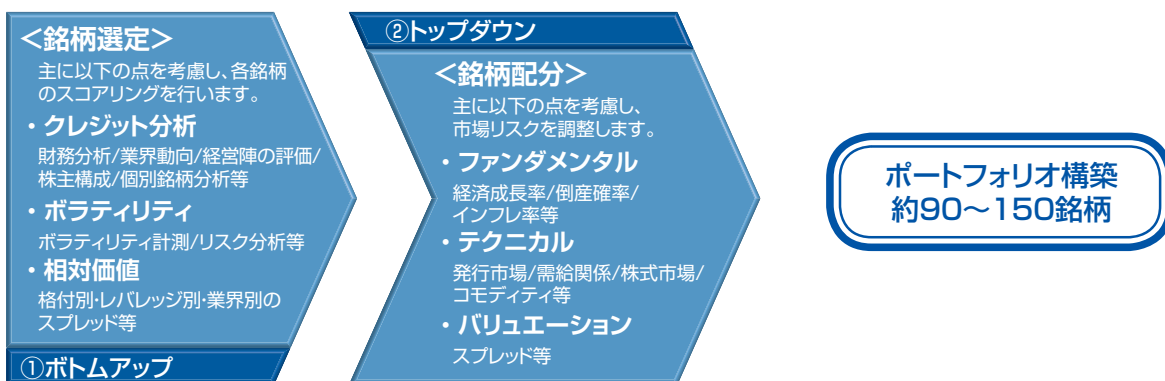 <銘柄選定>
主に以下の点を考慮し、各銘柄
のスコアリングを行います。
・クレジット分析
財務分析/業界動向/経営陣の評価/
株主構成/個別銘柄分析等
・ボラティリティ
ボラティリティ計測/リスク分析等
・相対価値
格付別・レバレッジ別・業界別の
スプレッド等
①ボトムアップ
②トップダウン
<銘柄配分>
主に以下の点を考慮し、
市場リスクを調整します。
・ファンダメンタル
経済成長率/倒産確率/
インフレ率等
・テクニカル
発行市場/需給関係/株式市場/
コモディティ等
・バリュエーション
スプレッド等
ポートフォリオ構築
約90～150銘柄